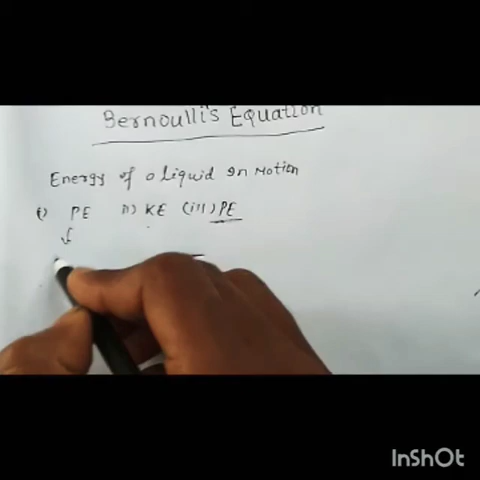 Bernoulli's Equation
Energy of a liquid In Motion
i) PE ii) KE (iii) PE
InShOt